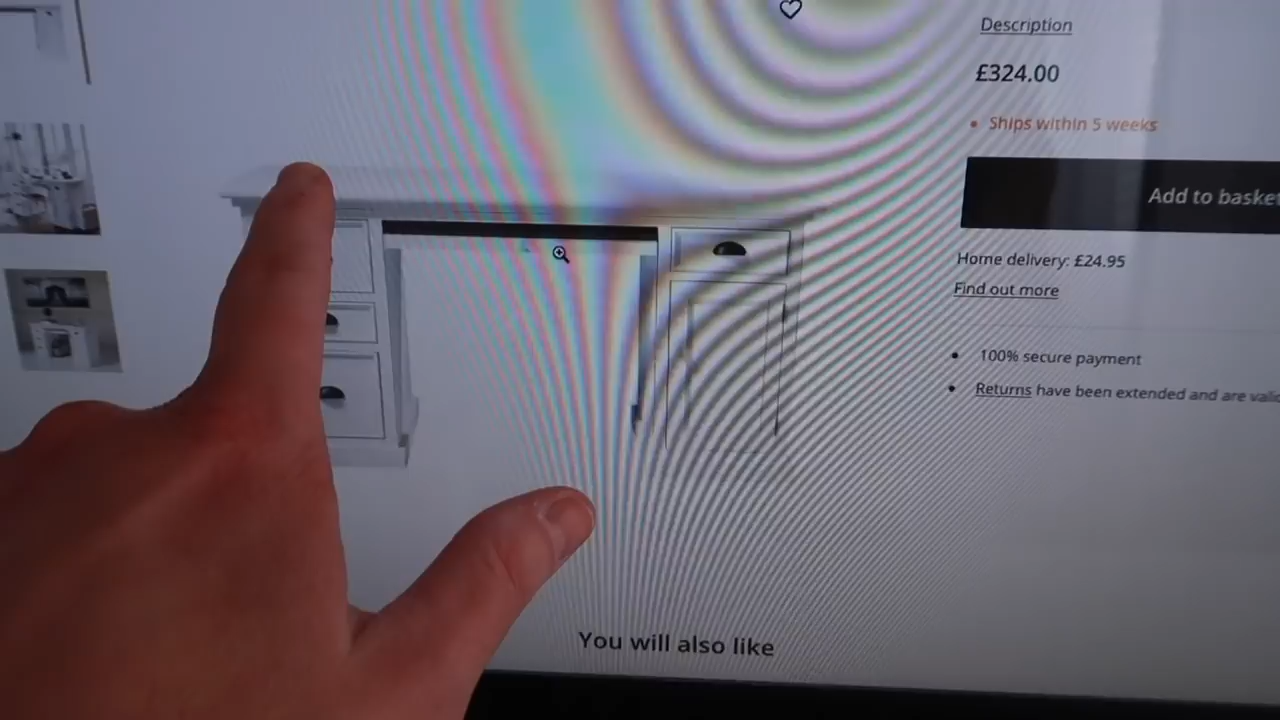 Description
£324.00
Ships within 5 weeks
Add to basket
Home delivery: £24.95
Find out more
100% secure payment
Returns have been extended and are valid
You will also like